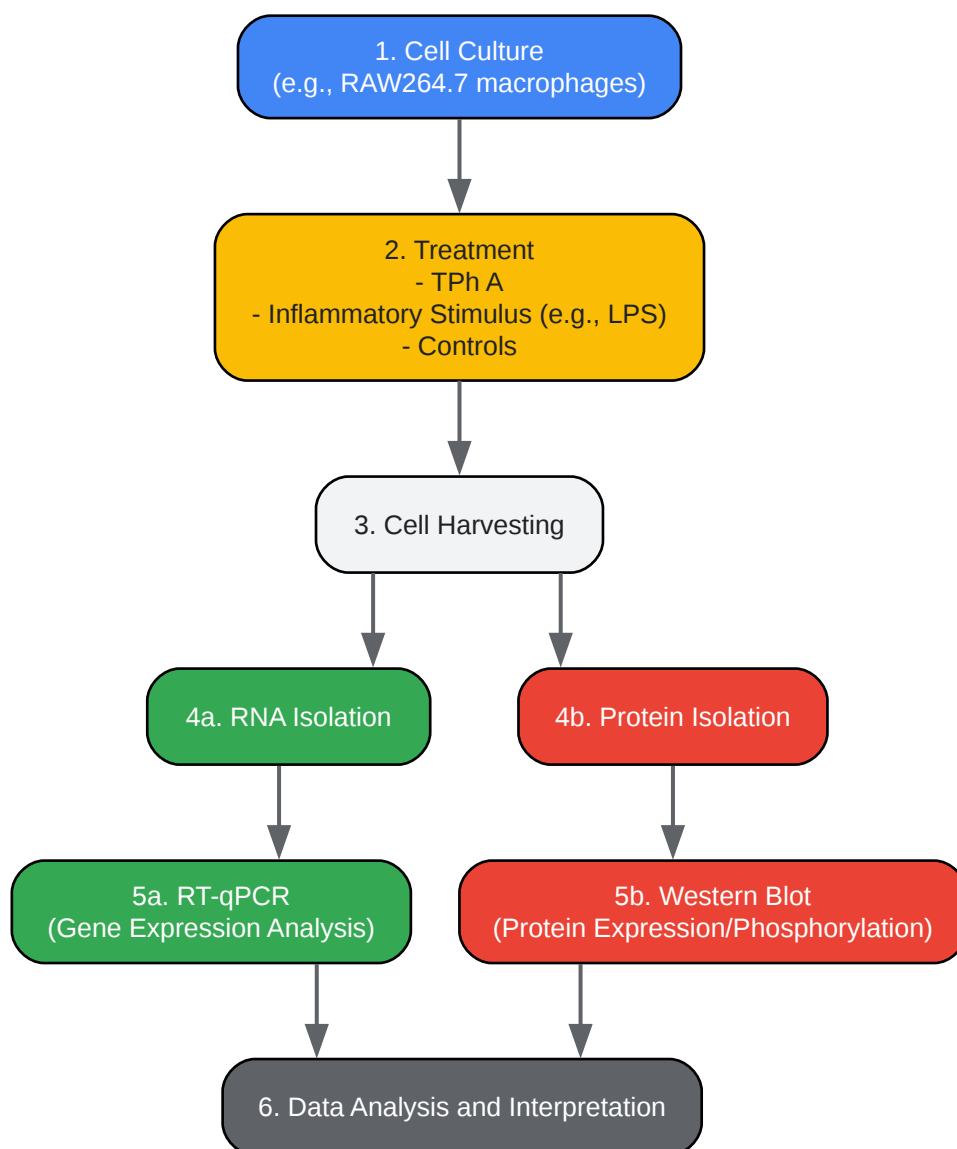 1. Cell Culture
(e.g., RAW264.7 macrophages)
2. Treatment
- TPh A
- Inflammatory Stimulus (e.g., LPS)
- Controls
3. Cell Harvesting
4a. RNA Isolation
4b. Protein Isolation
5a. RT-qPCR
(Gene Expression Analysis)
5b. Western Blot
(Protein Expression/Phosphorylation)
6. Data Analysis and Interpretation